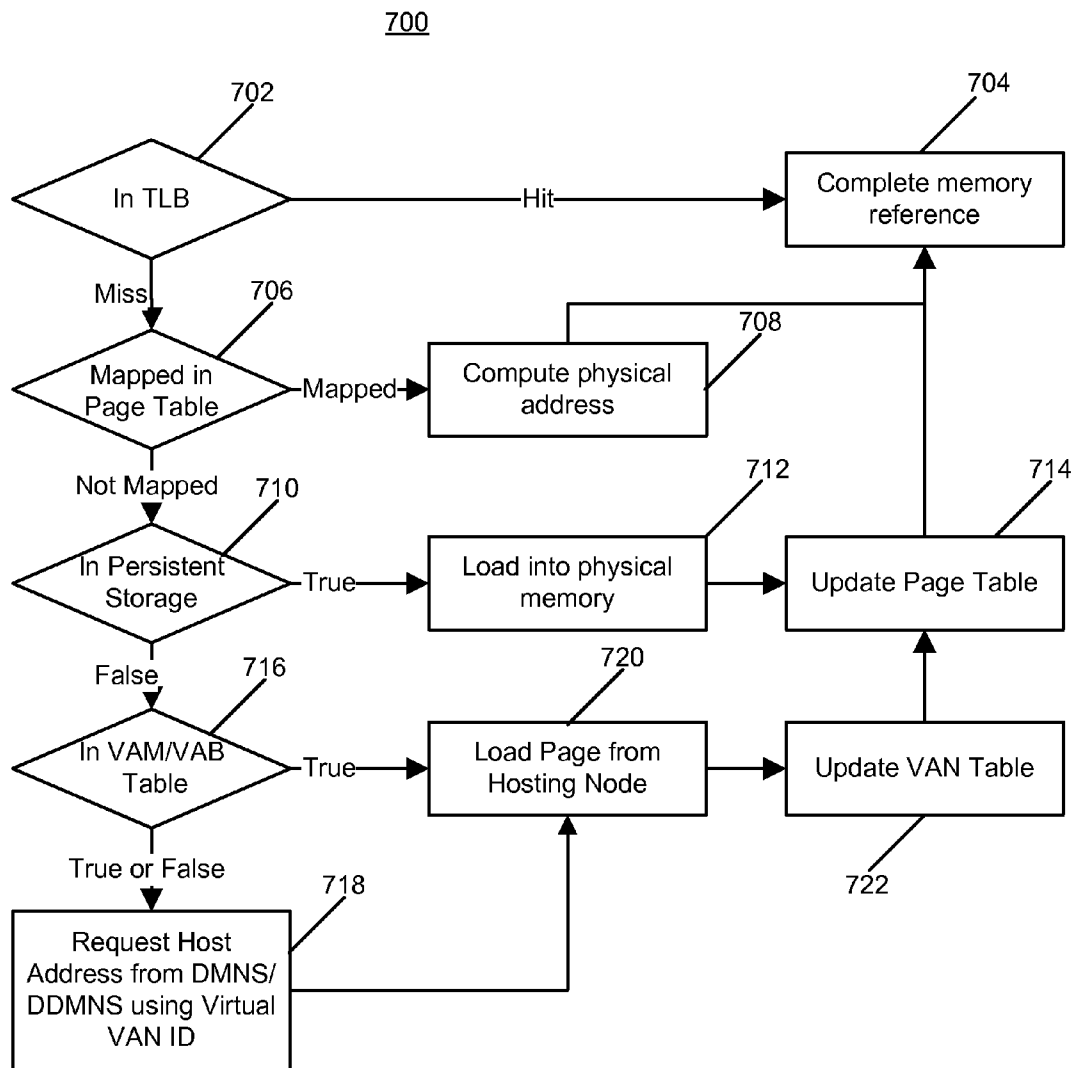 700
702
704
In TLB
Hit
Complete memory
reference
Miss
706
708
Mapped in
Page Table
Mapped
Compute physical
address
Not Mapped
710
712
714
In Persistent
Storage
True
Load into physical
memory
Update Page Table
False
716
720
In VAM/VAB
Table
True
Load Page from
Hosting Node
Update VAN Table
True or False
718
722
Request Host
Address from DMNS/
DDMNS using Virtual
VAN ID